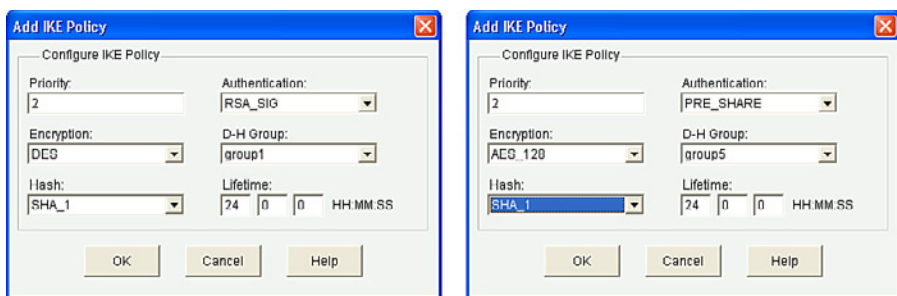 Add IKE Policy
Configure IKE Policy
Priority:
Authentication:
2
RSA_SIG
Encryption:
D-H Group:
DES
group1
Hash:
Lifetime:
SHA_1
24 0 0 HH:MM:SS
OK Cancel Help
Add IKE Policy
Configure IKE Policy
Priority:
Authentication:
2
PRE_SHARE
Encryption:
D-H Group:
AES_128
group5
Hash:
Lifetime:
SHA_1
24 0 0 HH:MM:SS
OK Cancel Help